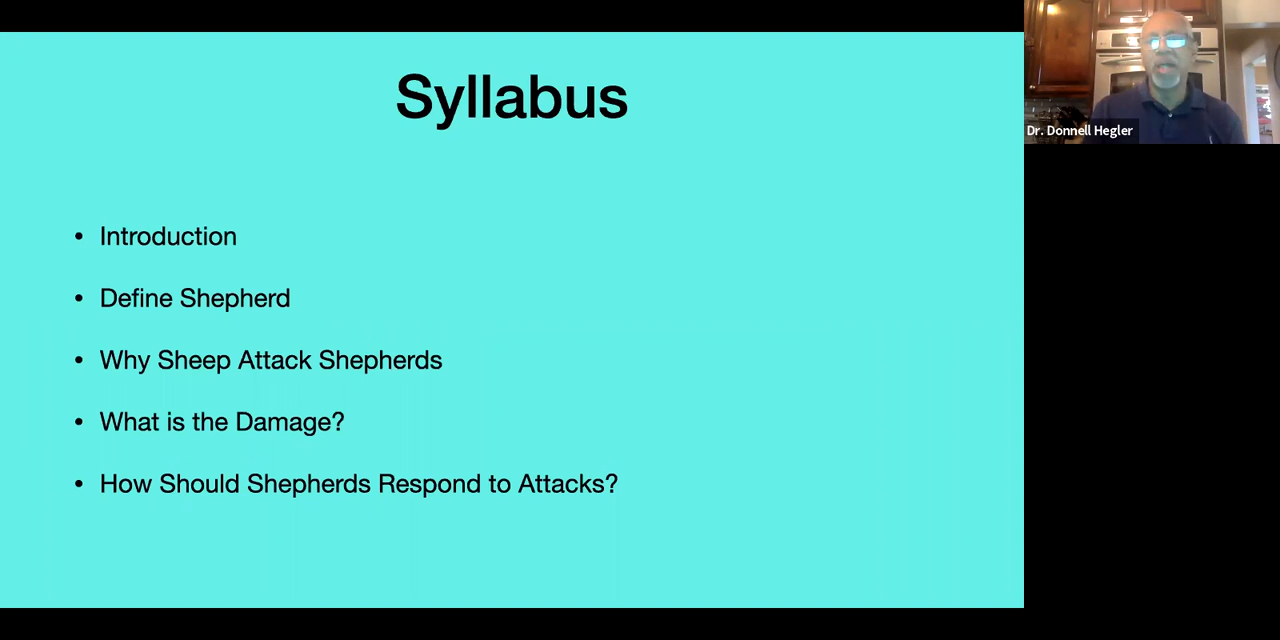 Syllabus
• Introduction
• Define Shepherd
• Why Sheep Attack Shepherds
• What is the Damage?
• How Should Shepherds Respond to Attacks?
Dr. Donnell Hegler